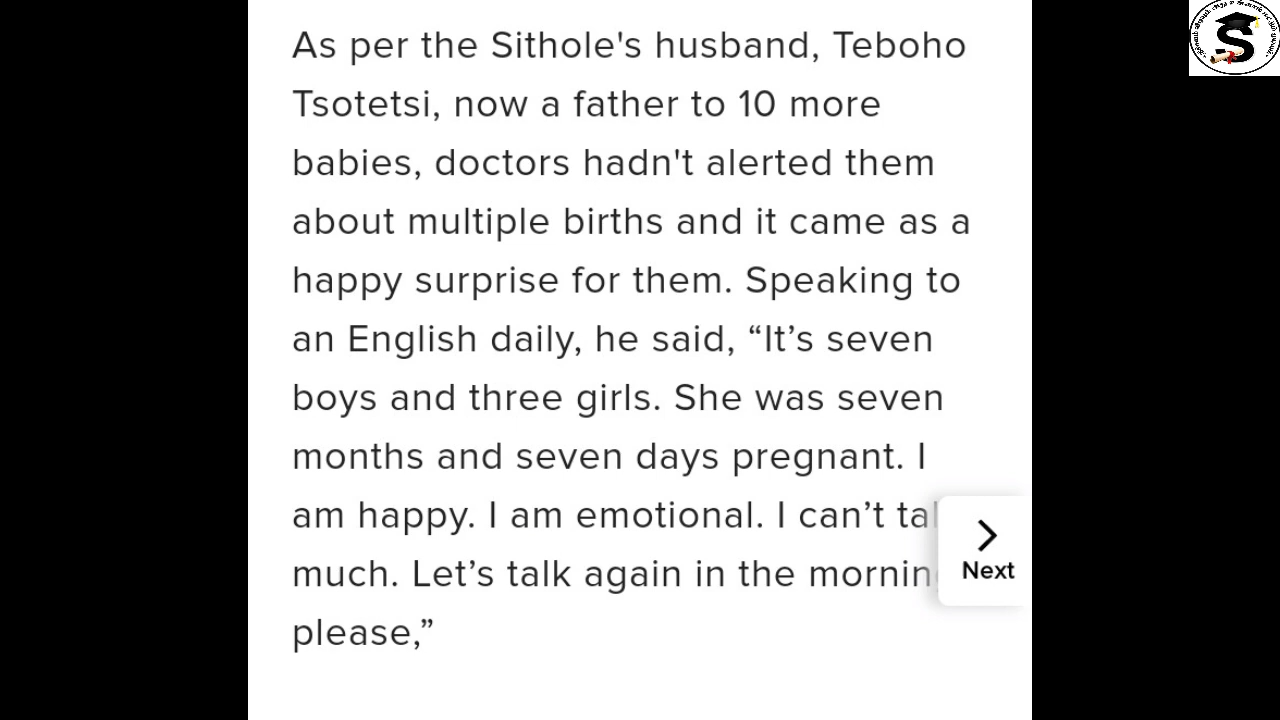 As per the Sithole's husband, Teboho
Tsotetsi, now a father to 10 more
babies, doctors hadn't alerted them
about multiple births and it came as a
happy surprise for them. Speaking to
an English daily, he said, “It’s seven
boys and three girls. She was seven
months and seven days pregnant. I
am happy. I am emotional. I can’t
much. Let’s talk again in the
please,”
Next
S